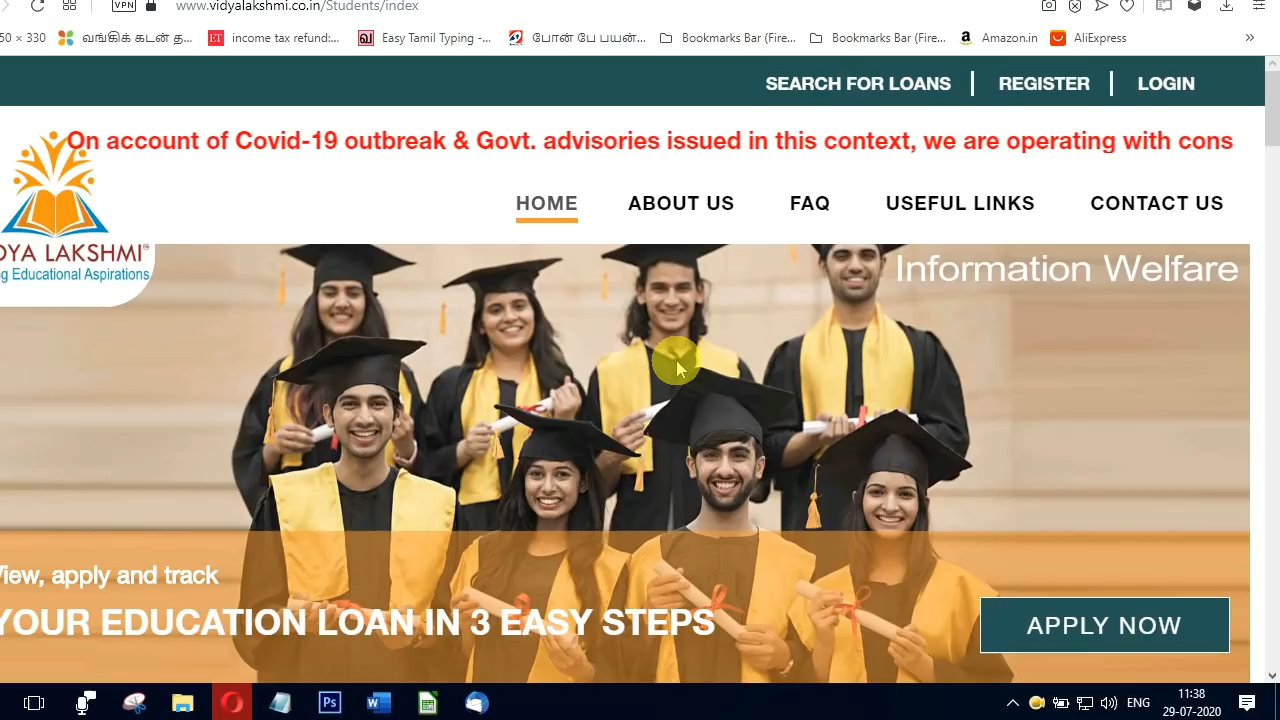 VPN www.vidyalakshmi.co.in/Students/index
50 × 330 வங்கிக் கடன் த... ET income tax refund:... Easy Tamil Typing -... போன் பே பயன்... Bookmarks Bar (Fire... Bookmarks Bar (Fire... Amazon.in AliExpress »
SEARCH FOR LOANS REGISTER LOGIN
On account of Covid-19 outbreak & Govt. advisories issued in this context, we are operating with cons
HOME ABOUT US FAQ USEFUL LINKS CONTACT US
DYA LAKSHMI
ng Educational Aspirations
Information Welfare
View, apply and track
YOUR EDUCATION LOAN IN 3 EASY STEPS
APPLY NOW
ENG
11:38
29-07-2020